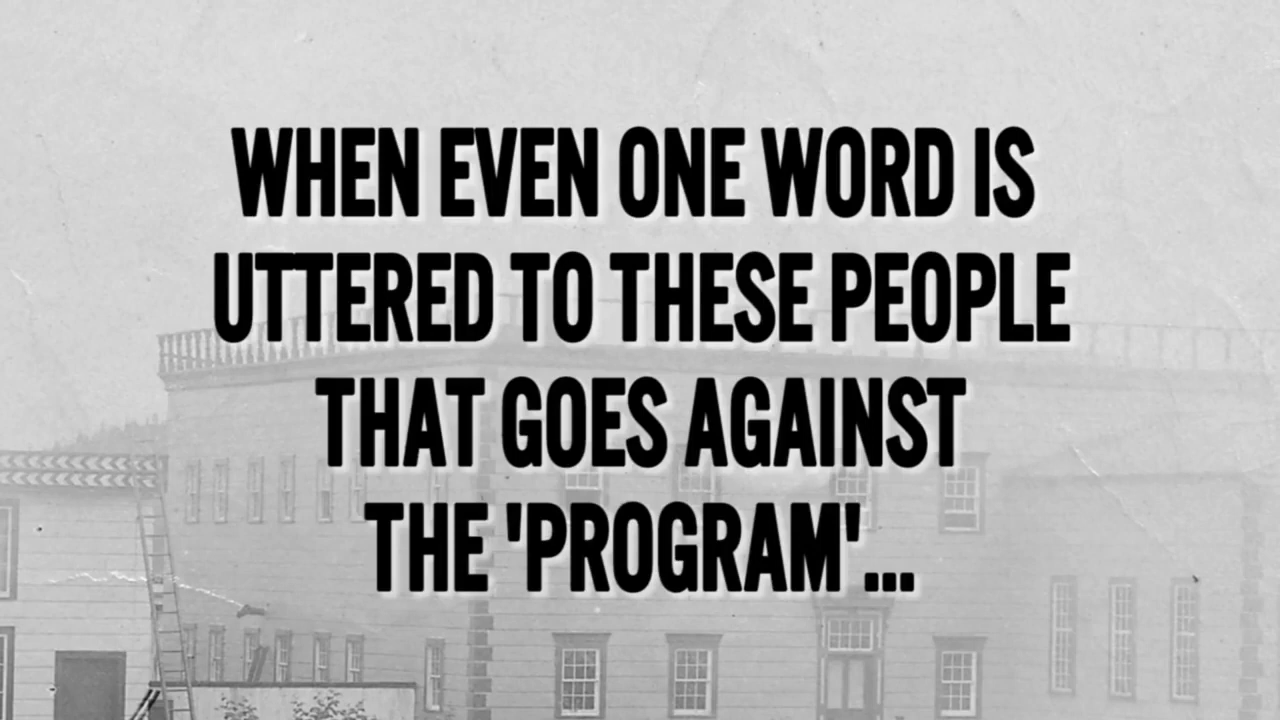 WHEN EVEN ONE WORD IS
UTTERED TO THESE PEOPLE
THAT GOES AGAINST
THE 'PROGRAM'...